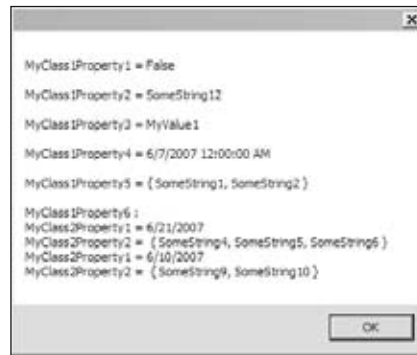 MyClass1Property1 = False
MyClass1Property2 = SomeString12
MyClass1Property3 = MyValue1
MyClass1Property4 = 6/7/2007 12:00:00 AM
MyClass1Property5 = { SomeString1, SomeString2 }
MyClass1Property6 :
MyClass2Property1 = 6/21/2007
MyClass2Property2 = { SomeString4, SomeString5, SomeString6 }
MyClass2Property1 = 6/10/2007
MyClass2Property2 = { SomeString9, SomeString10 }
OK